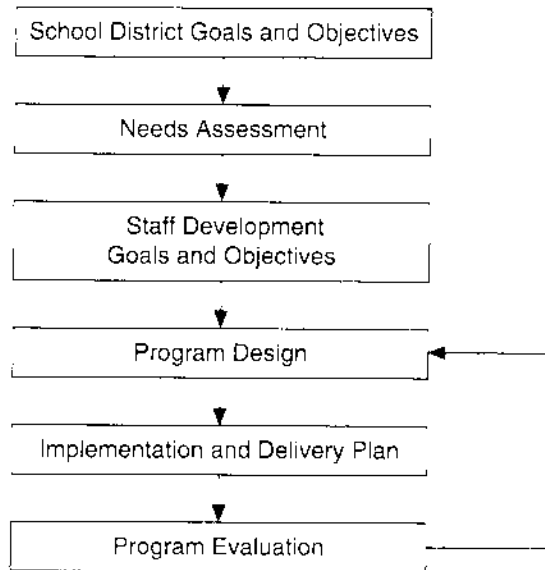 School District Goals and Objectives
Needs Assessment
Staff Development
Goals and Objectives
Program Design
Implementation and Delivery Plan
Program Evaluation